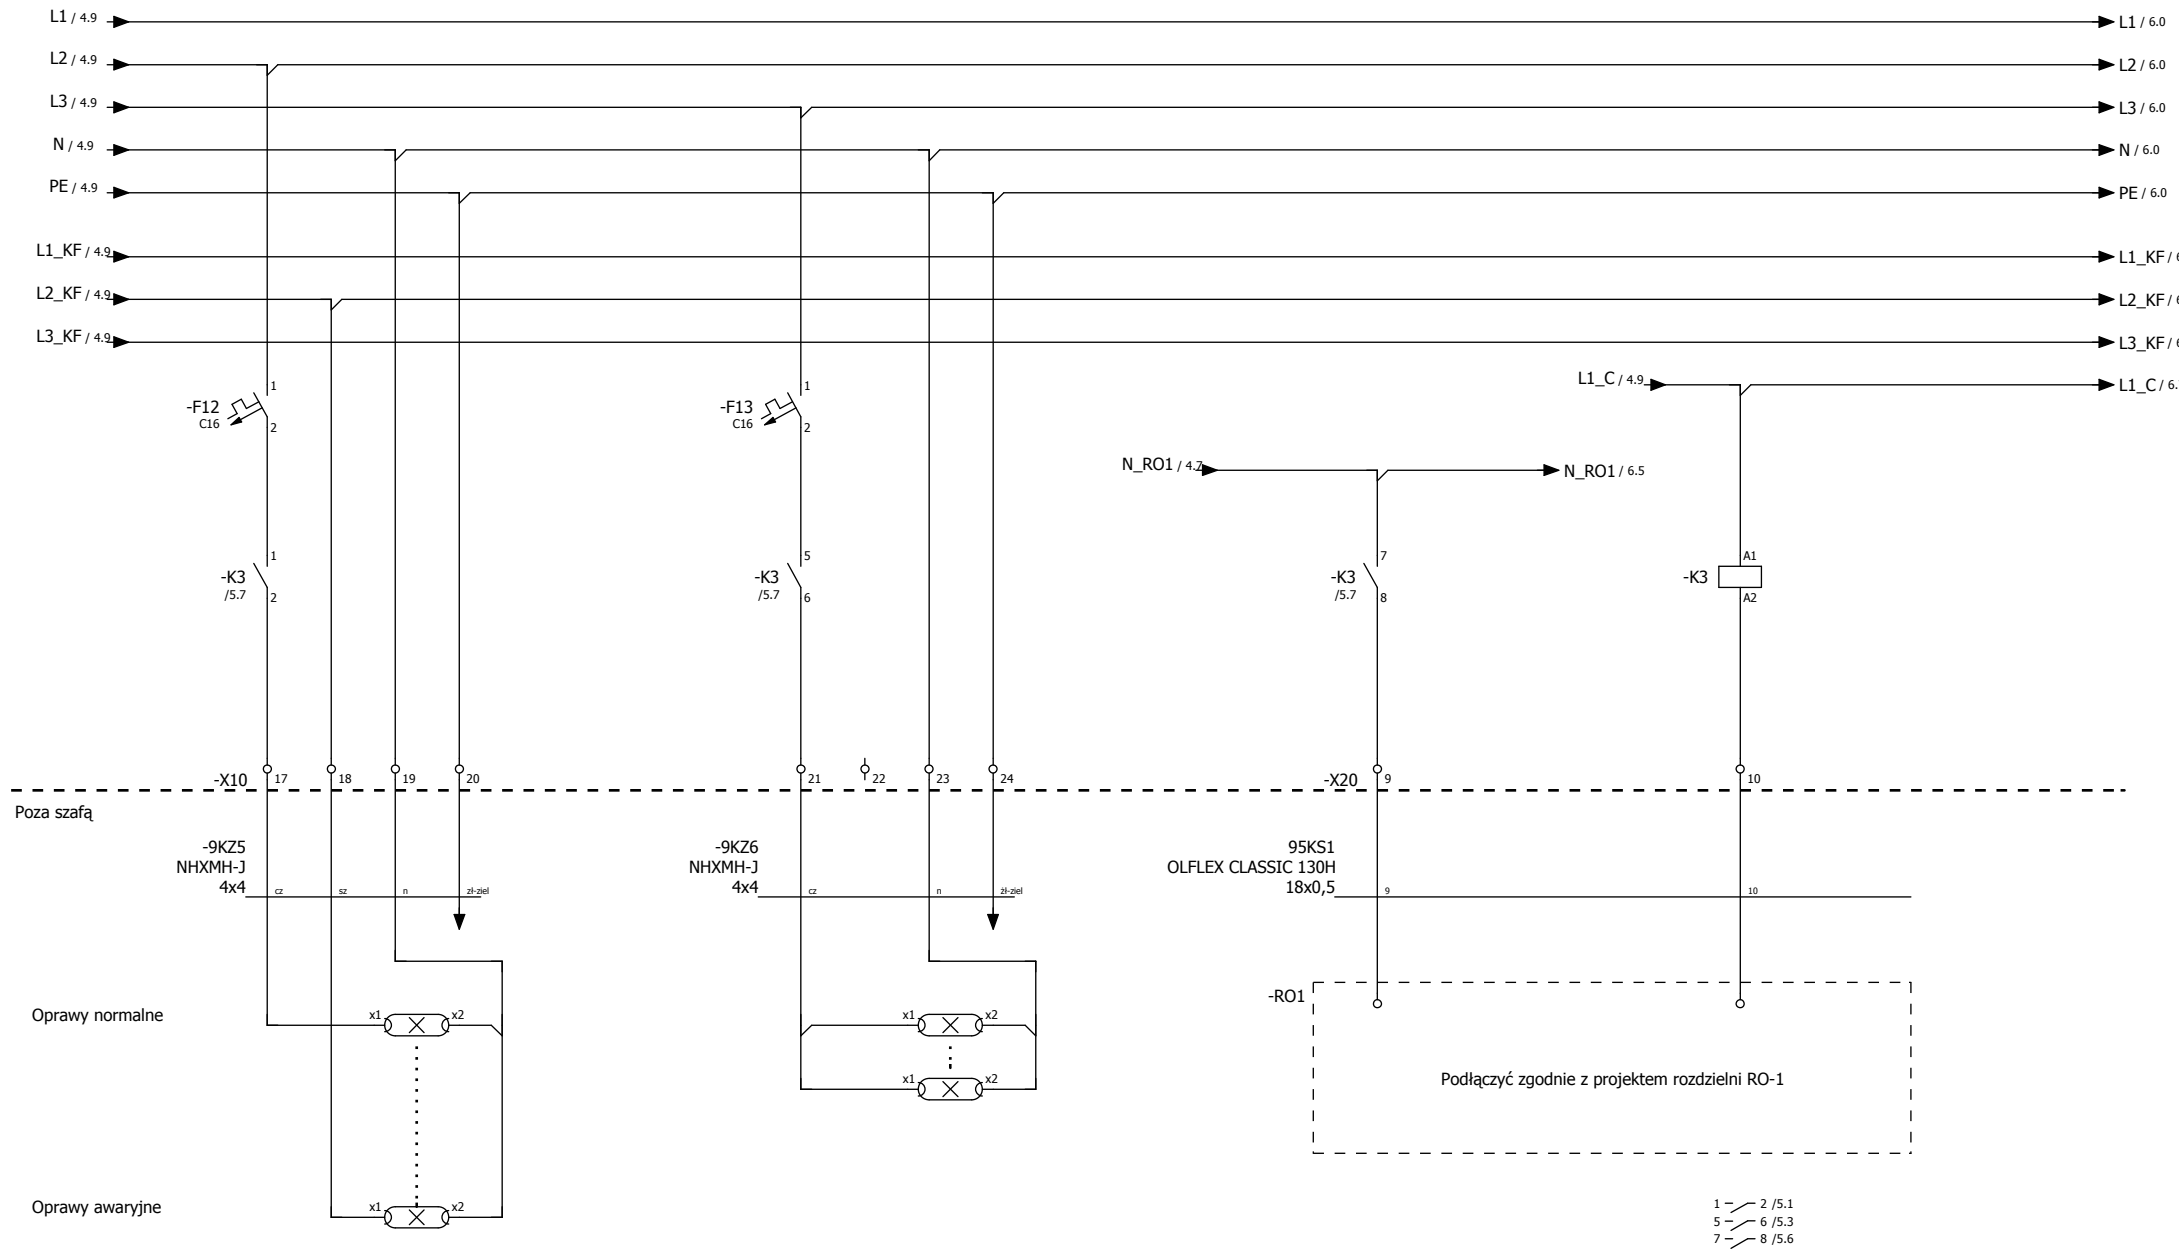 L1 / 4.9
L1 / 6.0
L2 / 4.9
L2 / 6.0
L3 / 4.9
L3 / 6.0
N / 4.9
N / 6.0
PE / 4.9
PE / 6.0
L1_KF / 4.9
L1_KF /
L2_KF / 4.9
L2_KF /
L3_KF / 4.9
L3_KF /
L1_C / 4.9
L1_C / 6.
1
-F12
C16
2
1
-F13
C16
2
N_RO1 / 4.7
N_RO1 / 6.5
1
-K3
/5.7
2
5
-K3
/5.7
6
7
-K3
/5.7
8
A1
-K3
A2
-X10
17
18
19
20
21
22
23
24
-X20
9
10
Poza szafą
-9KZ5
NHXMH-J
4x4
cz
sz
n
zł-ziel
-9KZ6
NHXMH-J
4x4
cz
n
żł-ziel
95KS1
OLFLEX CLASSIC 130H
18x0,5
9
10
-RO1
Oprawy normalne
x1
x2
x1
x2
x1
x2
Podłączyć zgodnie z projektem rozdzielni RO-1
Oprawy awaryjne
x1
x2
1 2 /5.1
5 6 /5.3
7 8 /5.6